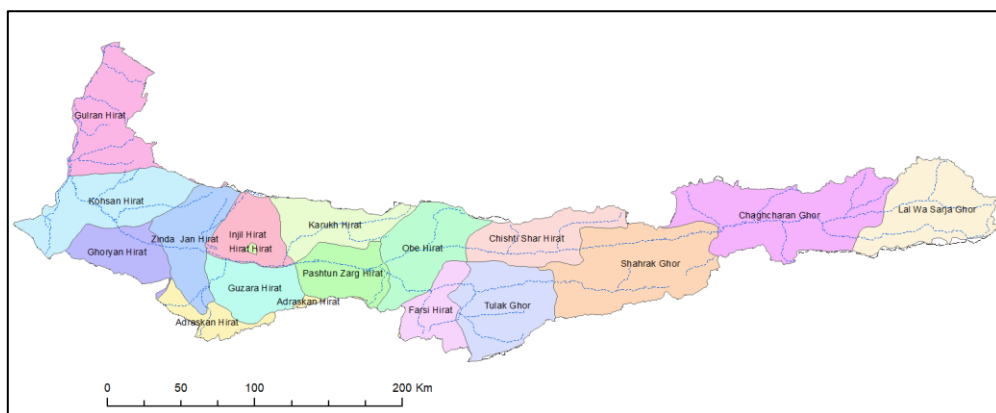 Gulran Hirat
Kohsan Hirat
Ghoryan Hirat
Zinda Jan Hirat
Injil Hirat
Hirat Hirat
Karukh Hirat
Obe Hirat
Chishti Shar Hirat
Chaghcharan Ghor
Lal Wa Sarja Ghor
Guzara Hirat
Pashtun Zarg Hirat
Adraskan Hirat
Adraskan Hirat
Farsi Hirat
Tulak Ghor
Shahrak Ghor
0 50 100 200 Km